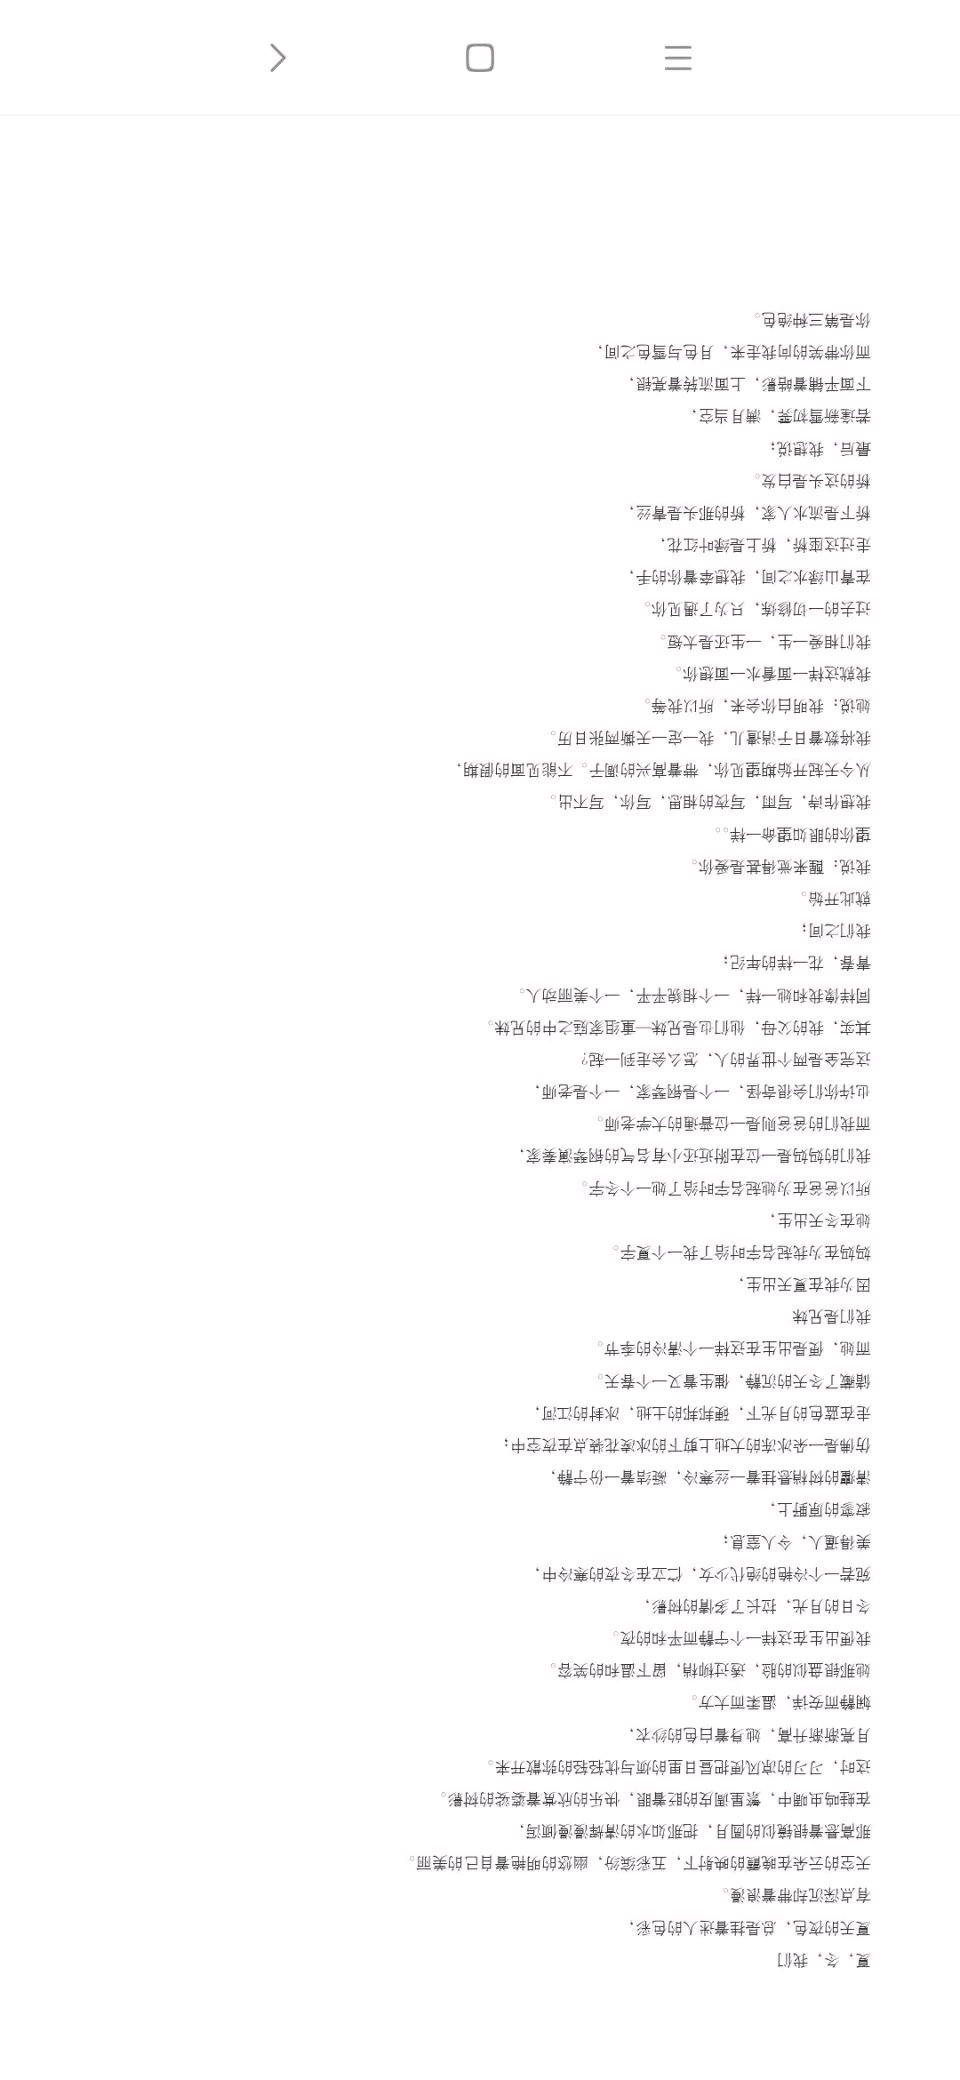 夏，冬，我们
夏天的夜色，总是挂着迷人的色彩，
有点深沉却带着浪漫。
天空的云朵在晚霞的映射下，五彩缤纷，幽悠的明艳着自己的美丽。
那高悬着银镜似的圆月，把那如水的清辉漫漫倾泻，
在蛙鸣虫啁中，繁星调皮的眨着眼，快乐的欣赏着婆娑的树影。
这时，习习的凉风便把昼日里的烦与忧轻轻的弥散开来。
月亮渐渐升高，她身着白色的纱衣，
娴静而安详，温柔而大方。
她那银盘似的脸，透过柳梢，留下温和的笑容。
我便出生在这样一个宁静而平和的夜。
冬日的月光，拉长了多情的树影，
宛若一个冷艳的绝代少女，伫立在冬夜的寒冷中，
美得逼人，令人窒息；
寂寥的原野上，
清癯的树梢悬挂着一丝寒冷，凝结着一份宁静，
仿佛是一朵冰冻的大地上剪下的冰凌花装点在夜空中；
走在蓝色的月光下，硬邦邦的土地，冰封的江河，
储藏了冬天的沉静，催生着又一个春天。
而她，便是出生在这样一个清冷的季节。
我们是兄妹
因为我在夏天出生，
妈妈在为我起名字时给了我一个夏字。
她在冬天出生，
所以爸爸在为她起名字时给了她一个冬字。
我们的妈妈是一位在附近还小有名气的钢琴演奏家，
而我们的爸爸则是一位普通的大学老师。
也许你们会很奇怪，一个是钢琴家，一个是老师，
这完全是两个世界的人，怎么会走到一起?
其实，我的父母，他们也是兄妹—重组家庭之中的兄妹。
同样像我和她一样，一个相貌平平，一个美丽动人。
青春，花一样的年纪；
我们之间；
就此开始。
我说：醒来觉得甚是爱你。
望你的眼如望命一样。。
我想作诗，写雨，写夜的相思，写你，写不出。
从今天起开始期望见你，带着高兴的调子。不能见面的假期，
我将数着日子消遣儿，我一定一天撕两张日历。
她说：我明白你会来，所以我等。
我就这样一面看水一面想你。
我们相爱一生，一生还是太短。
过去的一切修炼，只为了遇见你。
在青山绿水之间，我想牵着你的手，
走过这座桥，桥上是绿叶红花，
桥下是流水人家，桥的那头是青丝，
桥的这头是白发。
最后，我想说；
若逢新雪初霁，满月当空，
下面平铺着皓影，上面流转着亮银，
而你带笑的向我走来，月色与雪色之间，
你是第三种绝色。